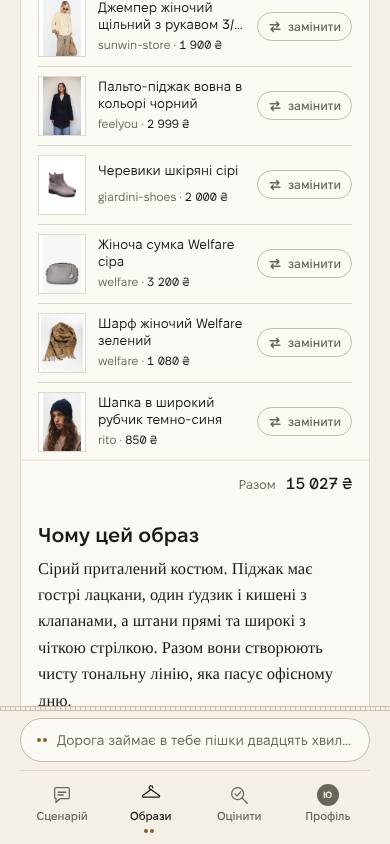 Джемпер жіночий
щільний з рукавом 3/...
sunwin-store · 1 900 ₴
замінити
Пальто-піджак вовна в
кольорі чорний
feelyou · 2 999 ₴
замінити
Черевики шкіряні сірі
giardini-shoes · 2 000 ₴
замінити
Жіноча сумка Welfare
сіра
welfare · 3 200 ₴
замінити
Шарф жіночий Welfare
зелений
welfare · 1 080 ₴
замінити
Шапка в широкий
рубчик темно-синя
rito · 850 ₴
замінити
Разом 15 027 ₴
Чому цей образ
Сірий приталений костюм. Піджак має
гострі лацкани, один ґудзик і кишені з
клапанами, а штани прямі та широкі з
чіткою стрілкою. Разом вони створюють
чисту тональну лінію, яка пасує офісному
дню.
Дорога займає в тебе пішки двадцять хвил...
Сценарій
Образи
Оцінити
Ю
Профіль